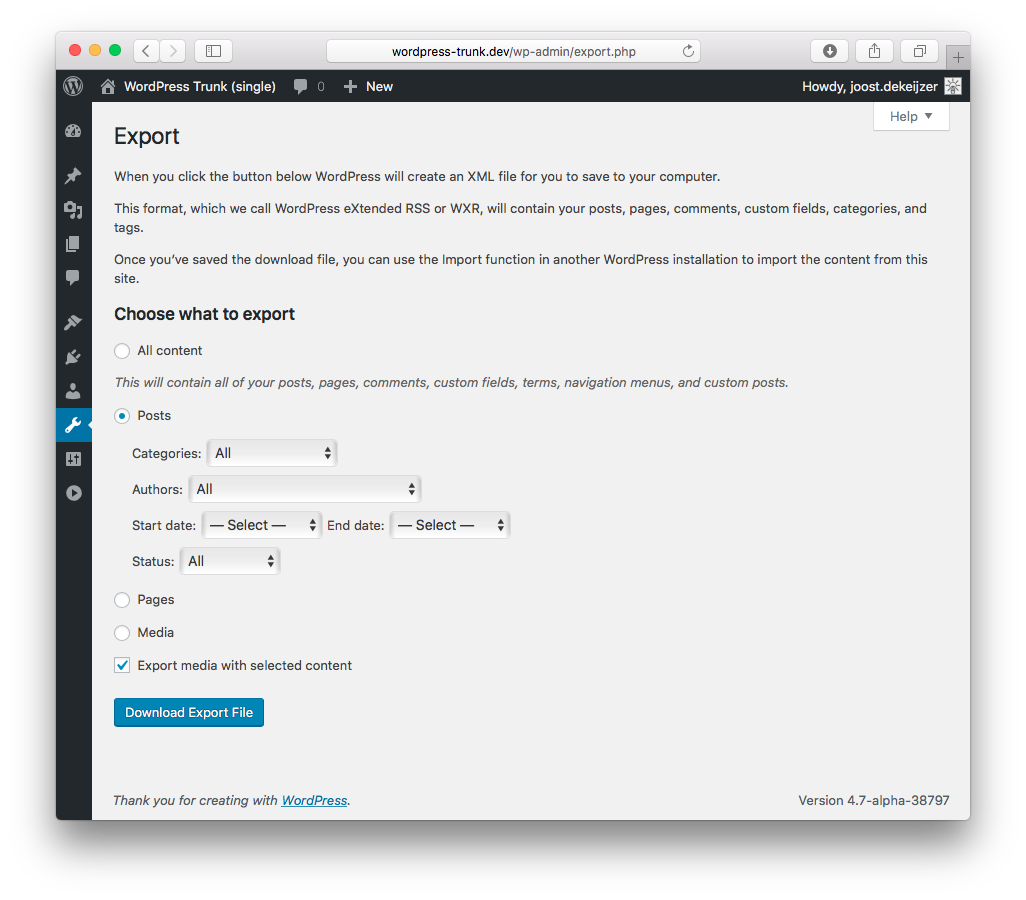 wordpress-trunk.dev/wp-admin/export.php
WordPress Trunk (single) 0 New Howdy, joost.dekeijzer
Help
Export
When you click the button below WordPress will create an XML file for you to save to your computer.
This format, which we call WordPress eXtended RSS or WXR, will contain your posts, pages, comments, custom fields, categories, and
tags.
Once you’ve saved the download file, you can use the Import function in another WordPress installation to import the content from this
site.
Choose what to export
All content
This will contain all of your posts, pages, comments, custom fields, terms, navigation menus, and custom posts.
Posts
Categories: All
Authors: All
Start date: — Select — End date: — Select —
Status: All
Pages
Media
Export media with selected content
Download Export File
Thank you for creating with WordPress. Version 4.7-alpha-38797